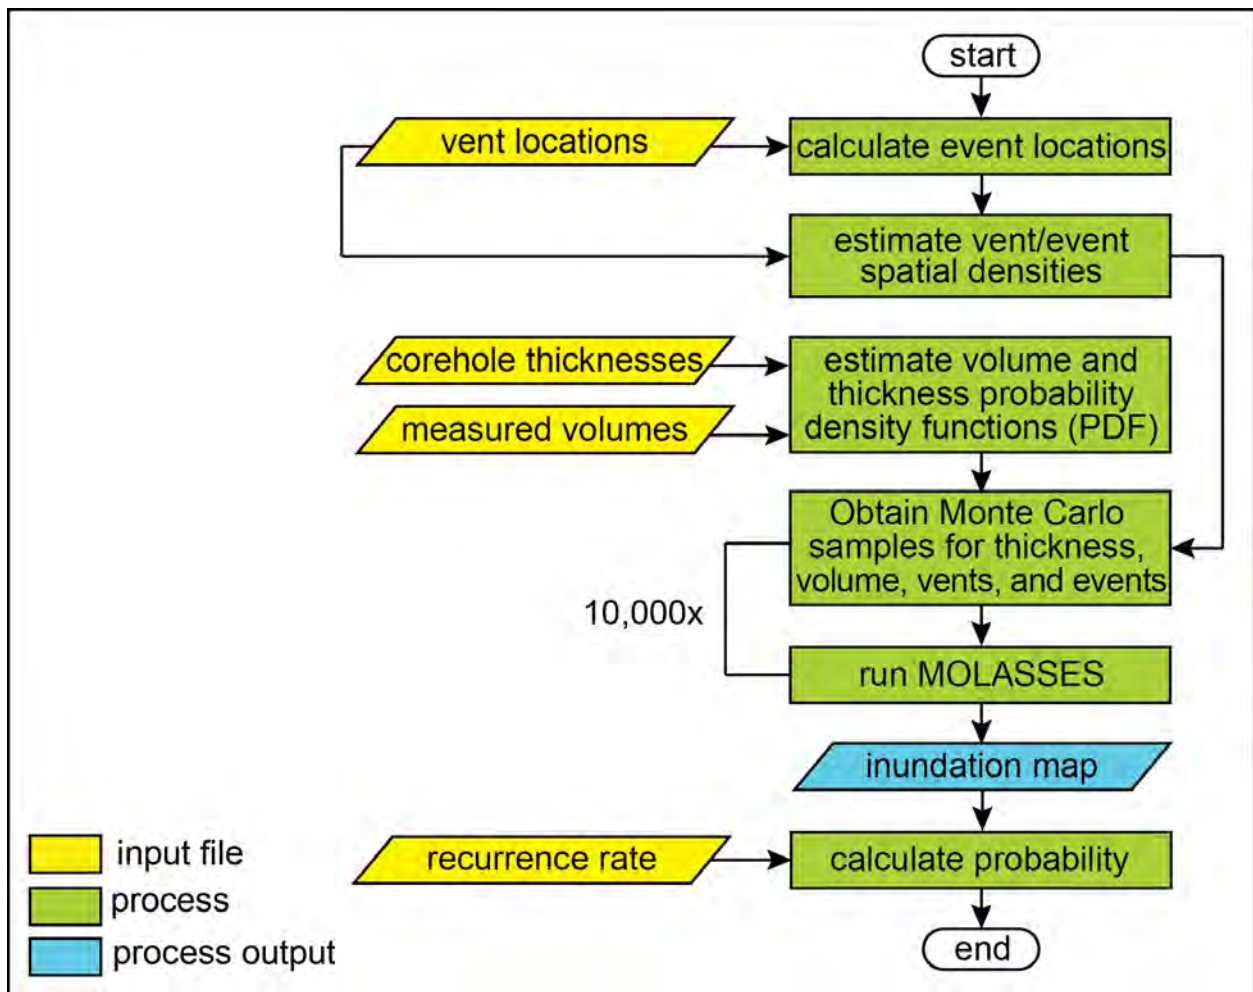 start
vent locations
calculate event locations
estimate vent/event
spatial densities
corehole thicknesses
measured volumes
estimate volume and
thickness probability
density functions (PDF)
Obtain Monte Carlo
samples for thickness,
volume, vents, and events
10,000x
run MOLASSES
inundation map
recurrence rate
calculate probability
end
input file
process
process output